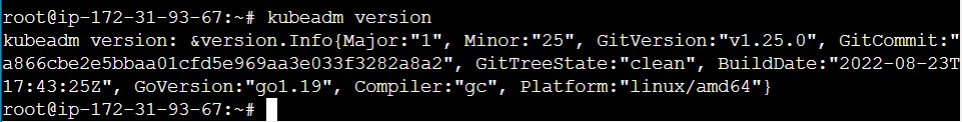 root@ip-172-31-93-67:~# kubeadm version
kubeadm version: &version.Info{Major:"1", Minor:"25", GitVersion:"v1.25.0", GitCommit:"
a866cbe2e5bbaa01cfd5e969aa3e033f3282a8a2", GitTreeState:"clean", BuildDate:"2022-08-23T
17:43:25Z", GoVersion:"go1.19", Compiler:"gc", Platform:"linux/amd64"}
root@ip-172-31-93-67:~#